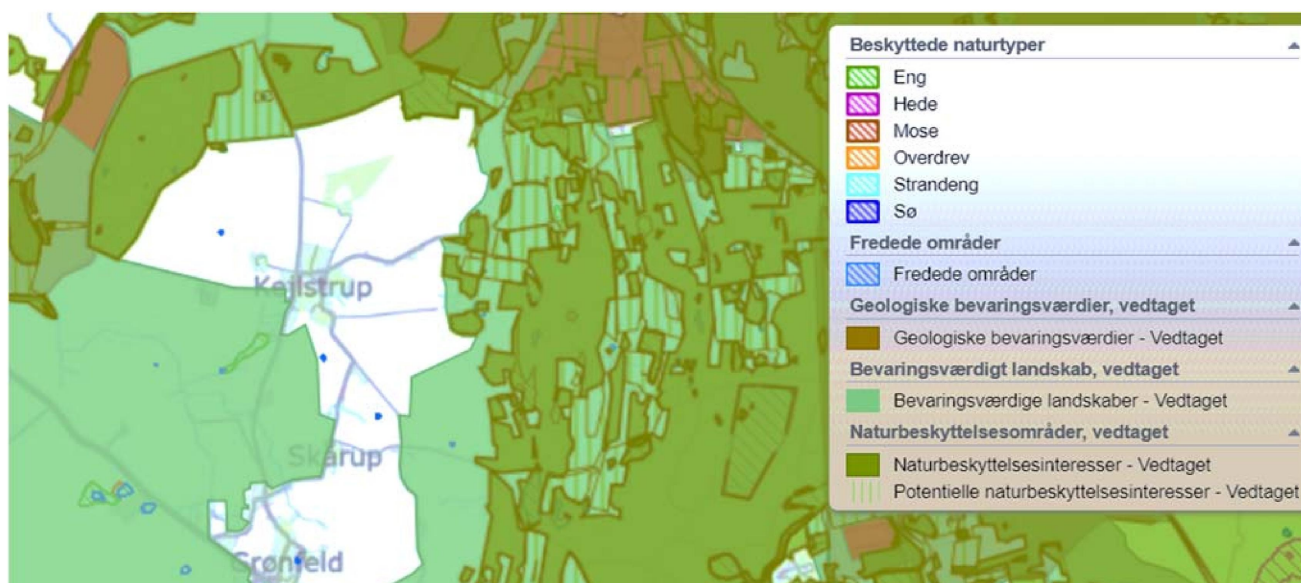 Beskyttede naturtyper
Eng
Hede
Mose
Overdrev
Strandeng
Sø
Fredede områder
Fredede områder
Geologiske bevaringsværdier, vedtaget
Geologiske bevaringsværdier - Vedtaget
Bevaringsværdigt landskab, vedtaget
Bevaringsværdige landskaber - Vedtaget
Naturbeskyttelsesområder, vedtaget
Naturbeskyttelsesinteresser - Vedtaget
Potentielle naturbeskyttelsesinteresser - Vedtaget
Kejlstrup
Skårup
Grønfeld